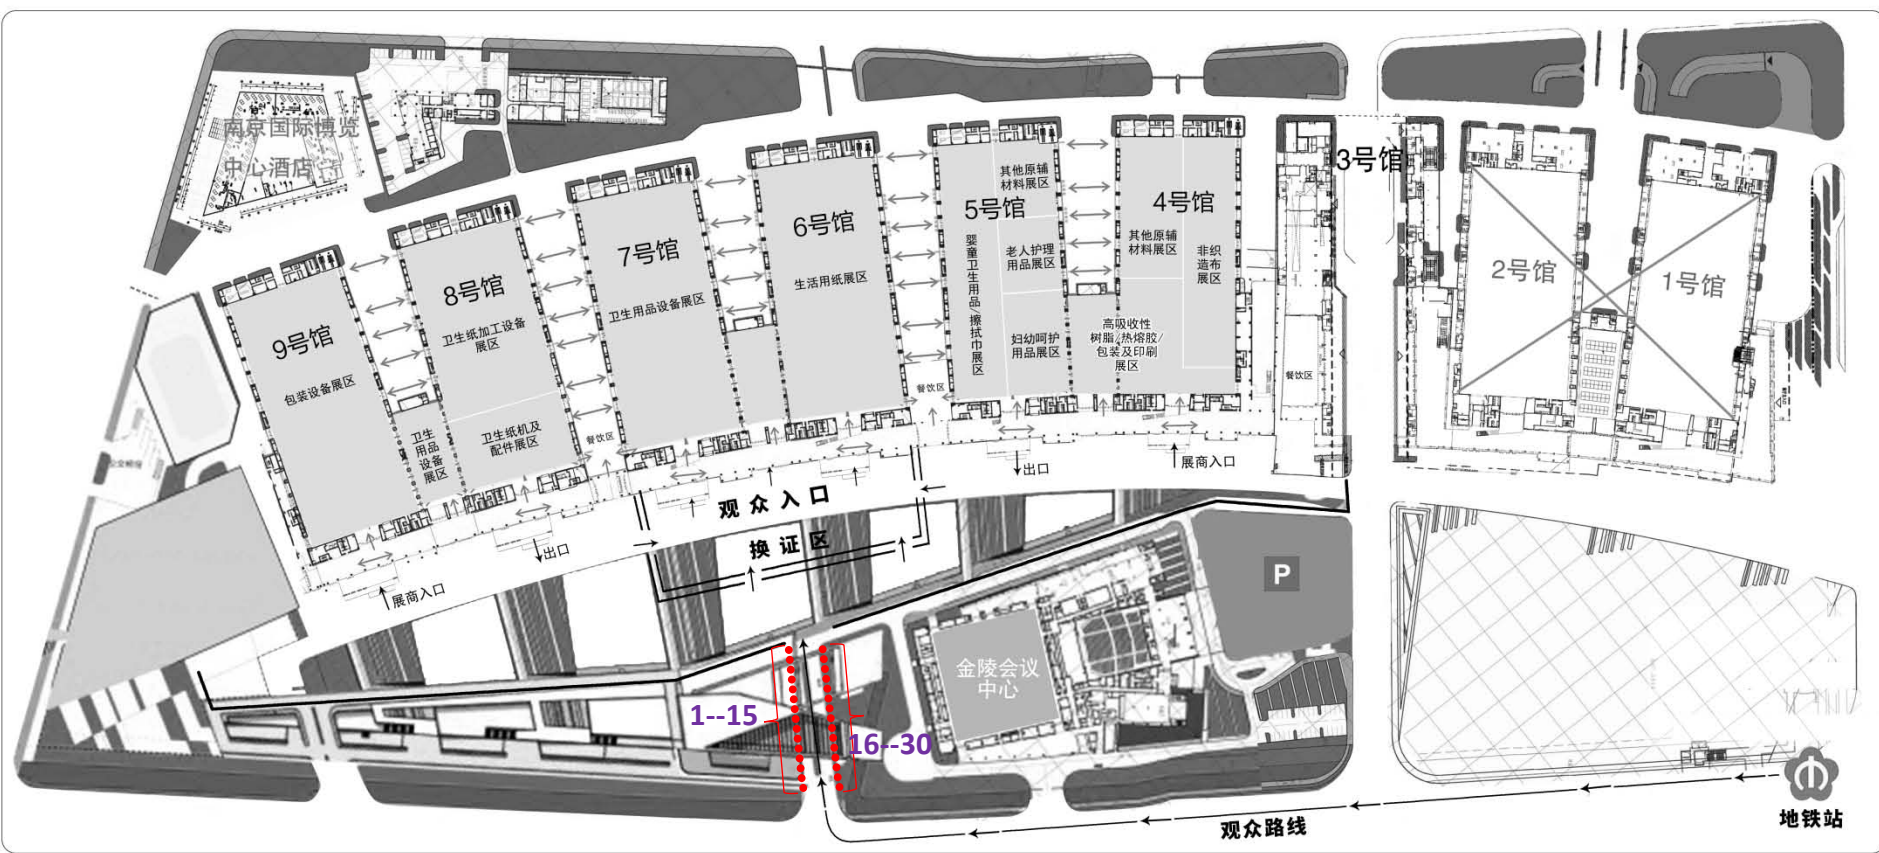 南京国际博览
中心酒店
3号馆
2号馆
1号馆
4号馆
其他原辅
材料展区
非织
造布
展区
高吸收性
树脂/热熔胶/
包装及印刷
展区
5号馆
其他原辅
材料展区
老人护理
用品展区
妇幼呵护
用品展区
婴童卫生用品/擦拭巾展区
6号馆
生活用纸展区
7号馆
卫生用品设备展区
8号馆
卫生纸加工设备
展区
卫生纸机及
配件展区
卫生
用品
设备
展区
9号馆
包装设备展区
餐饮区
餐饮区
餐饮区
展商入口
出口
观众入口
换证区
出口
展商入口
P
金陵会议
中心
1--15
16--30
观众路线
地铁站